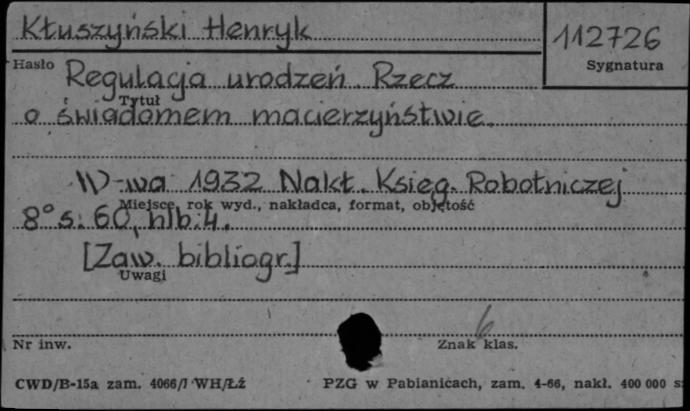 Kłuszyński Henryk
112726
Hasło
Sygnatura
Regulacja urodzeń. Rzecz
Tytuł
o świadomem macierzyństwie.
W-wa 1932 Nakł. Księg. Robotniczej
Miejsce, rok wyd., nakładca, format, objętość
8° s. 60, nlb. 4.
[Zaw. bibliogr.]
Uwagi
6
Nr inw.
Znak klas.
CWD/B-15a zam. 4066/I WH/Łź
PZG w Pabianicach, zam. 4-66, nakł. 400 000 s